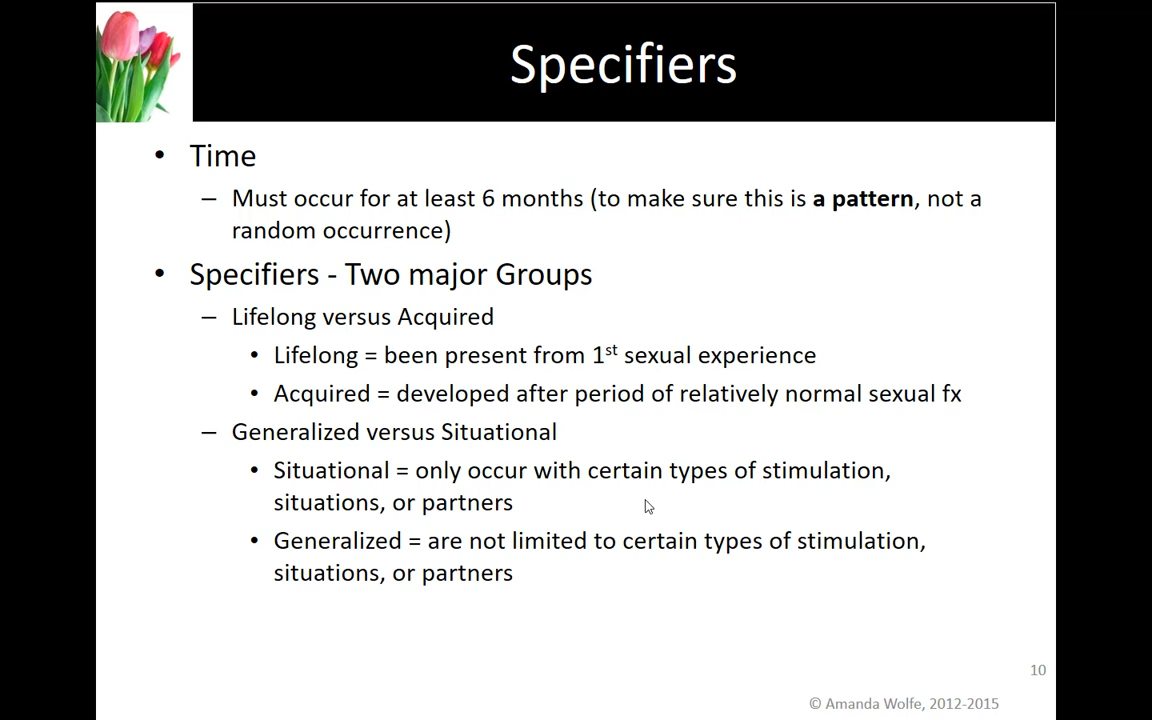 Specifiers
• Time
– Must occur for at least 6 months (to make sure this is a pattern, not a
random occurrence)
• Specifiers - Two major Groups
– Lifelong versus Acquired
• Lifelong = been present from 1st sexual experience
• Acquired = developed after period of relatively normal sexual fx
– Generalized versus Situational
• Situational = only occur with certain types of stimulation,
situations, or partners
• Generalized = are not limited to certain types of stimulation,
situations, or partners
10
© Amanda Wolfe, 2012-2015